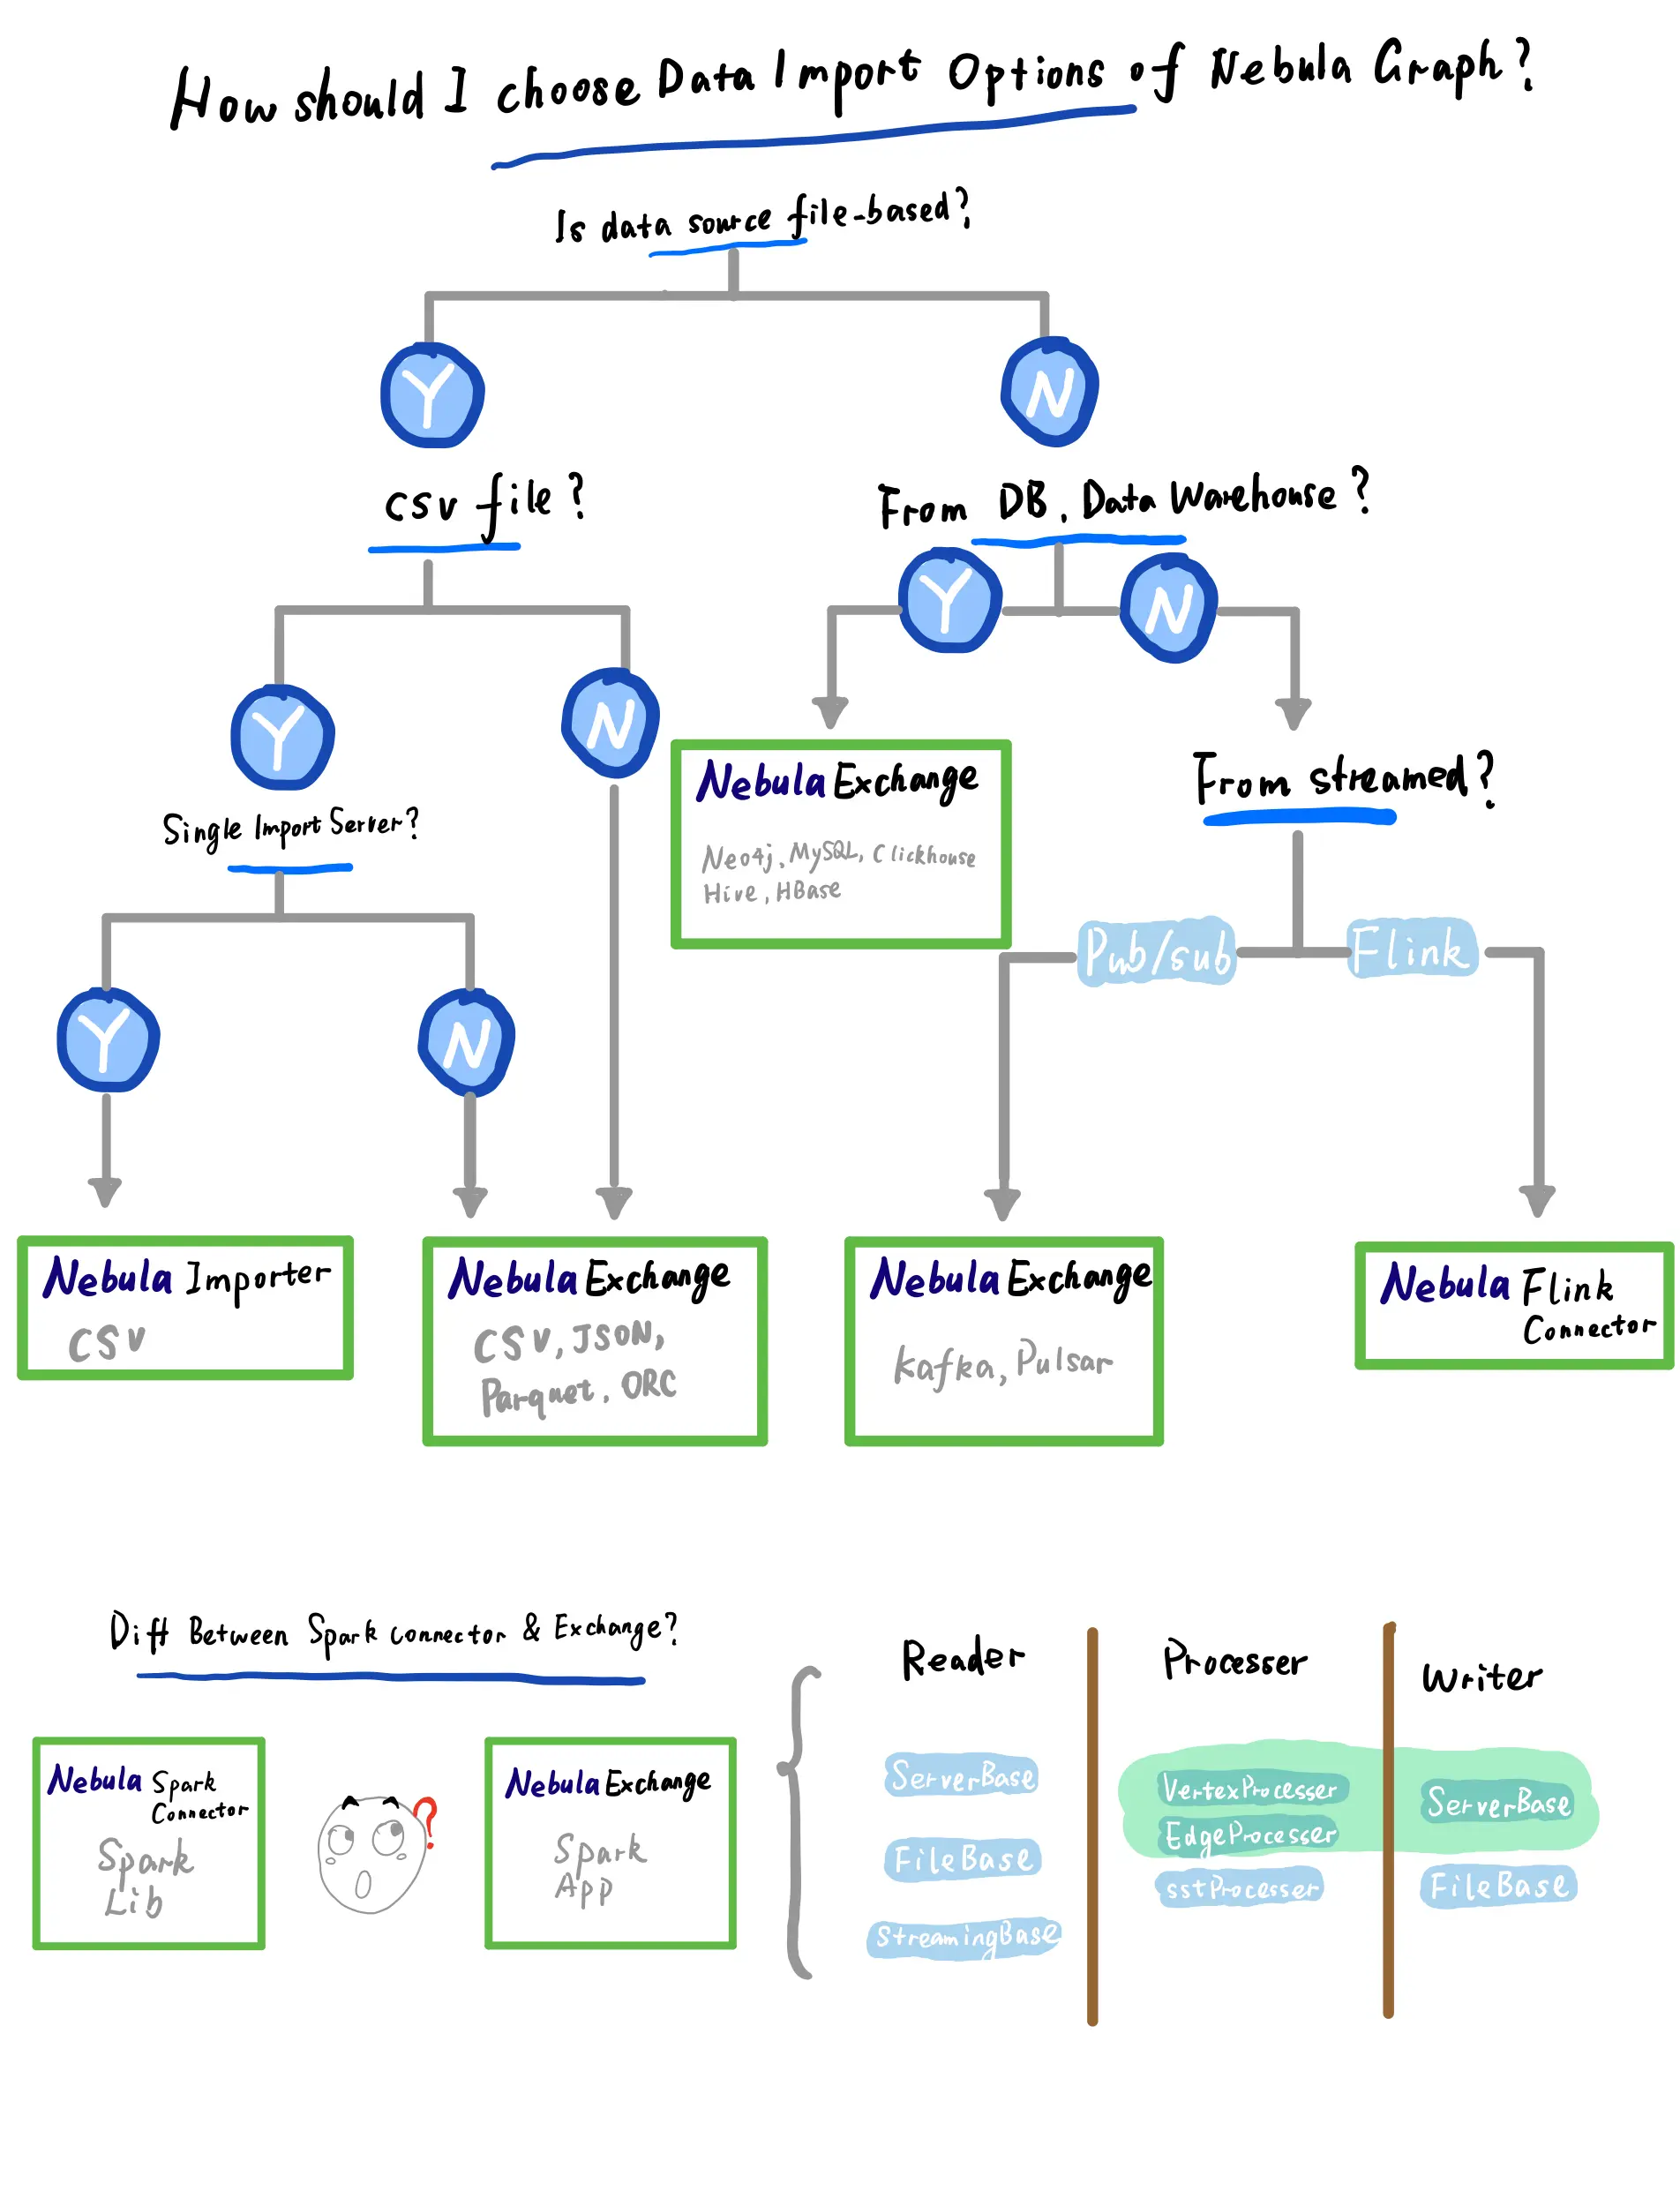 How should I choose Data Import Options of Nebula Graph?
Is data source file-based?
Y
N
csv file?
From DB, Data Warehouse?
Y
N
Y
N
Single Import Server?
Nebula Exchange
Neo4j, MySQL, Clickhouse
Hive, HBase
From streamed?
Pub/sub
Flink
Y
N
Nebula Importer
CSV
Nebula Exchange
CSV, JSON,
Parquet, ORC
Nebula Exchange
Kafka, Pulsar
Nebula Flink
Connector
Diff Between Spark Connector & Exchange?
Nebula Spark
Connector
Spark
Lib
?
Nebula Exchange
Spark
App
Reader
Processer
Writer
ServerBase
VertexProcesser
ServerBase
EdgeProcesser
FileBase
sstProcesser
FileBase
StreamingBase